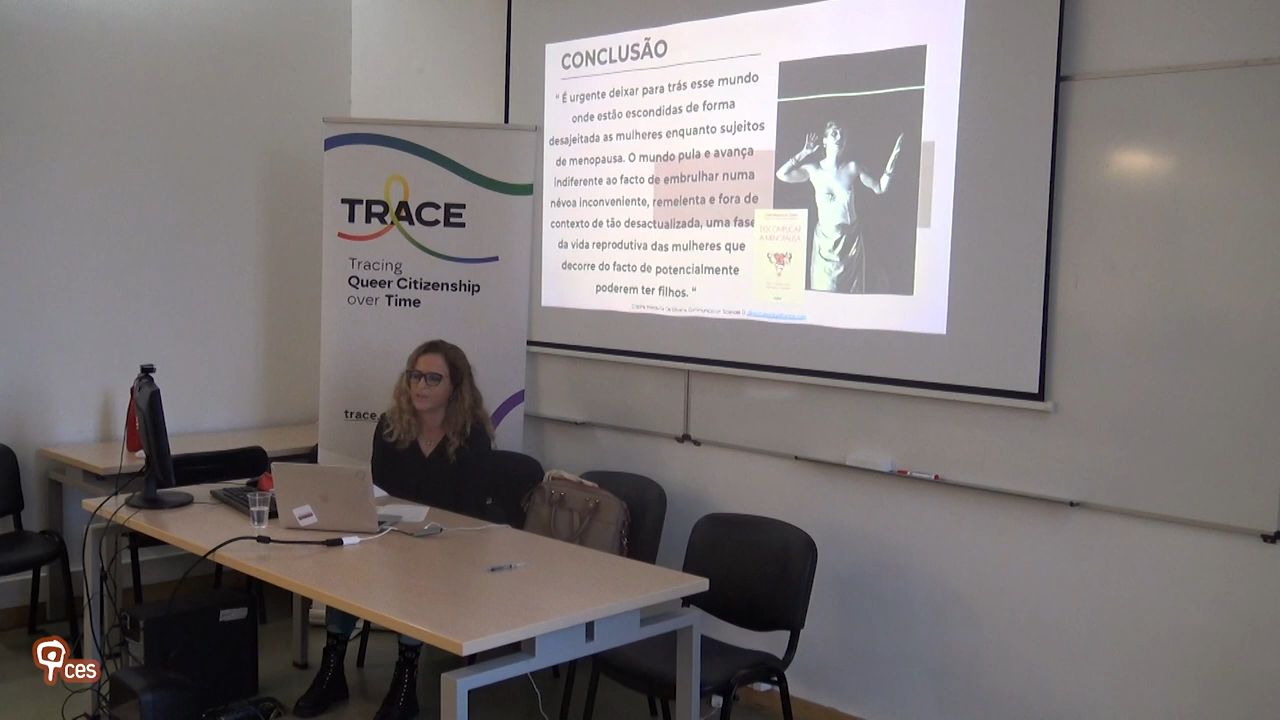 CONCLUSÃO
" É urgente deixar para trás esse mundo
onde estão escondidas de forma
desajeitada as mulheres enquanto sujeitos
de menopausa. O mundo pula e avança
indiferente ao facto de embrulhar numa
névoa inconveniente, remelenta e fora de
contexto de tão desactualizada, uma fase
da vida reprodutiva das mulheres que
decorre do facto de potencialmente
poderem ter filhos. "
DESCOMPLICAR
A MENOPAUSA
TRACE
Tracing
Queer Citizenship
over Time
trace.
ces